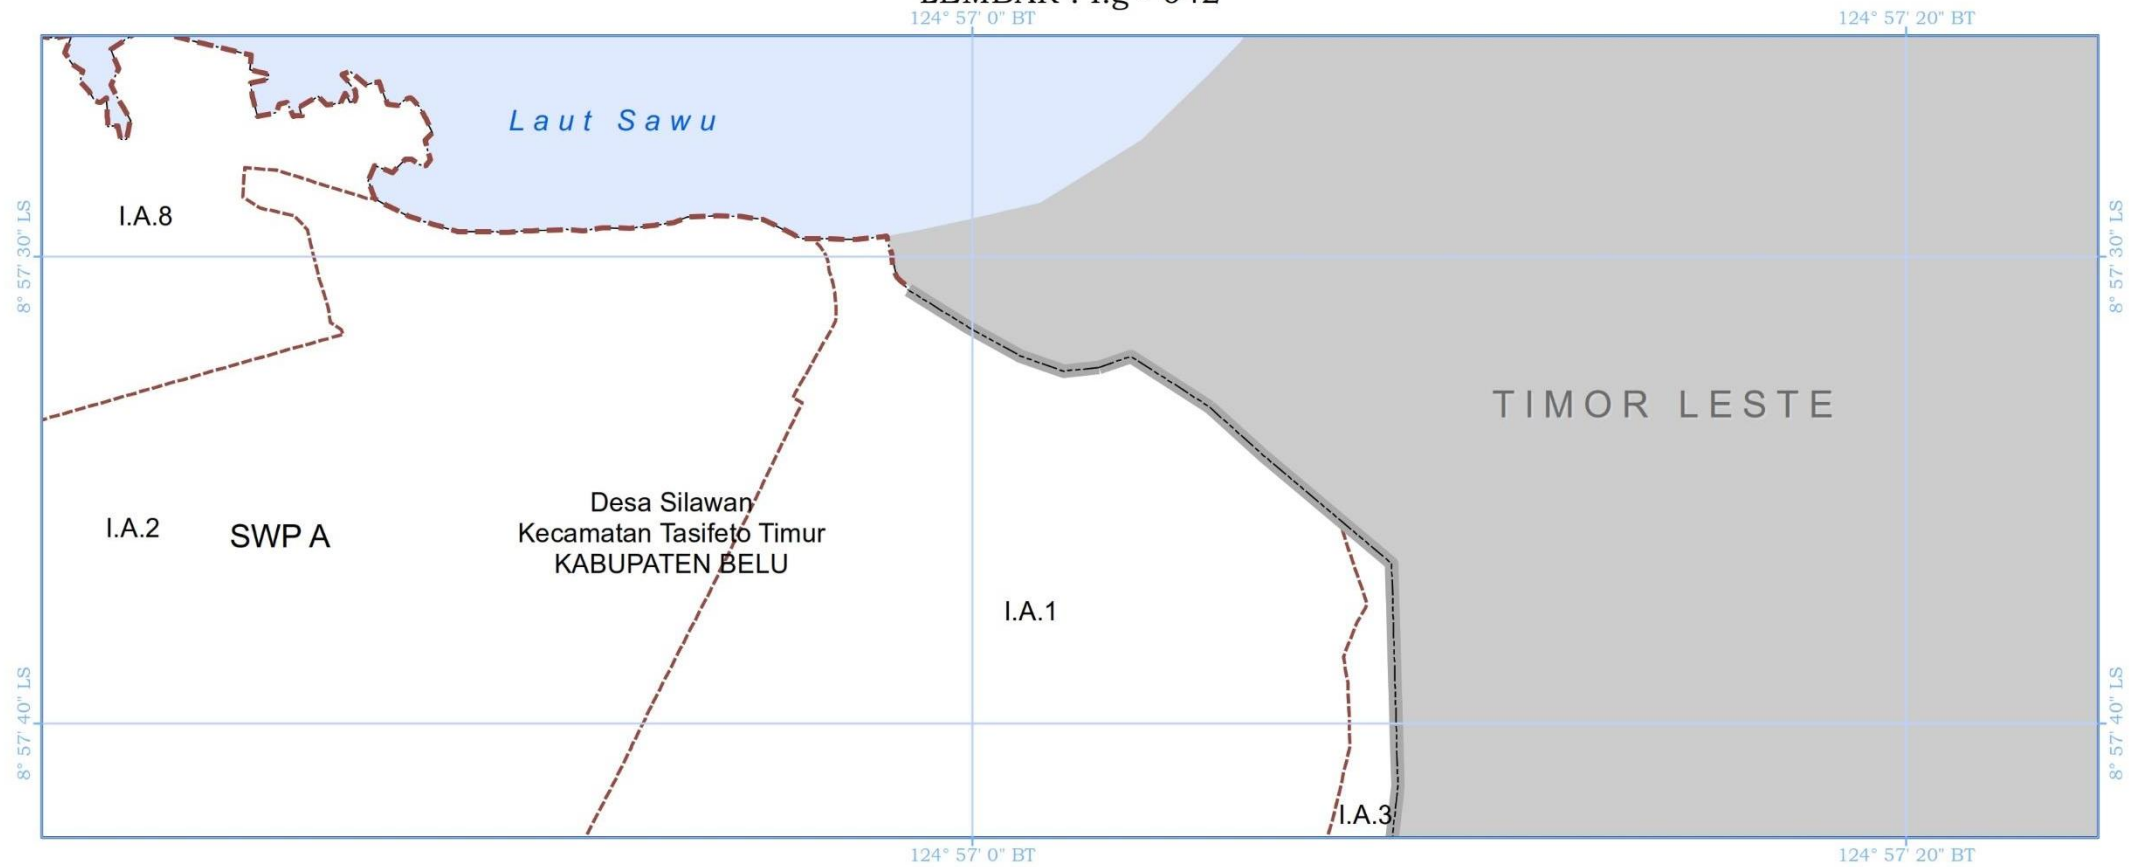 124° 57' 0" BT
124° 57' 20" BT
Laut Sawu
I.A.8
8° 57' 30" LS
8° 57' 30" LS
TIMOR LESTE
Desa Silawan
Kecamatan Tasifeto Timur
KABUPATEN BELU
I.A.2
SWP A
I.A.1
8° 57' 40" LS
8° 57' 40" LS
I.A.3
124° 57' 0" BT
124° 57' 20" BT